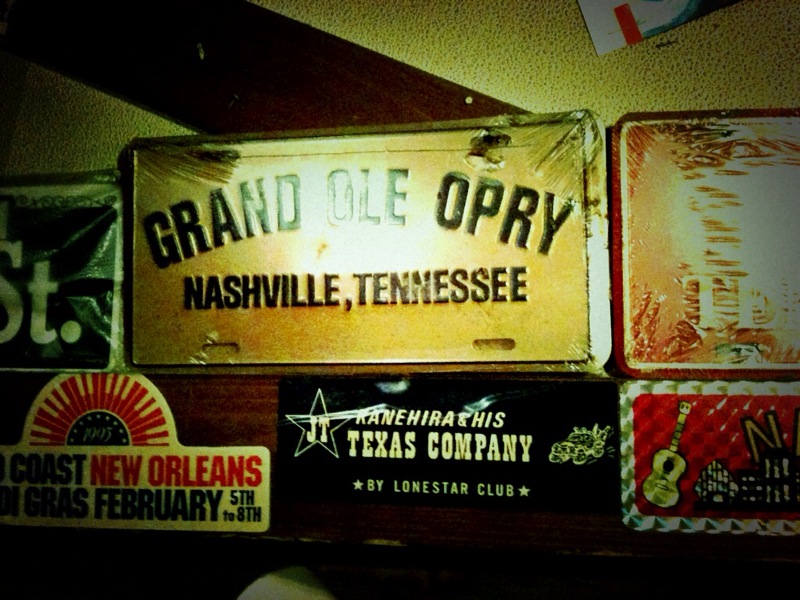 St.
GRAND OLE OPRY
NASHVILLE, TENNESSEE
COAST NEW ORLEANS
DI GRAS FEBRUARY 5TH to 8TH
JT
KANEHIRA & HIS
TEXAS COMPANY
★BY LONESTAR CLUB★